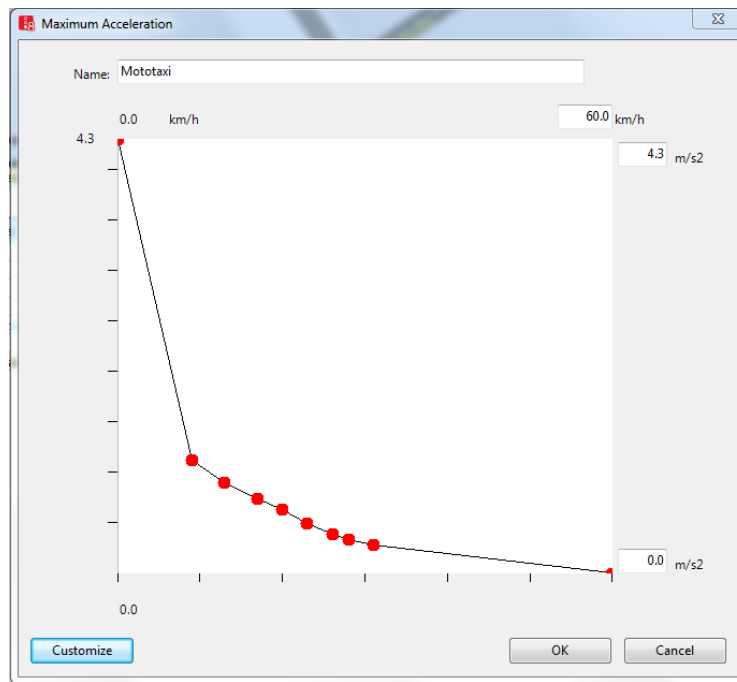 Maximum Acceleration
Name: Mototaxi
0.0 km/h 60.0 km/h
4.3 4.3 m/s2
0.0 m/s2
0.0
Customize OK Cancel